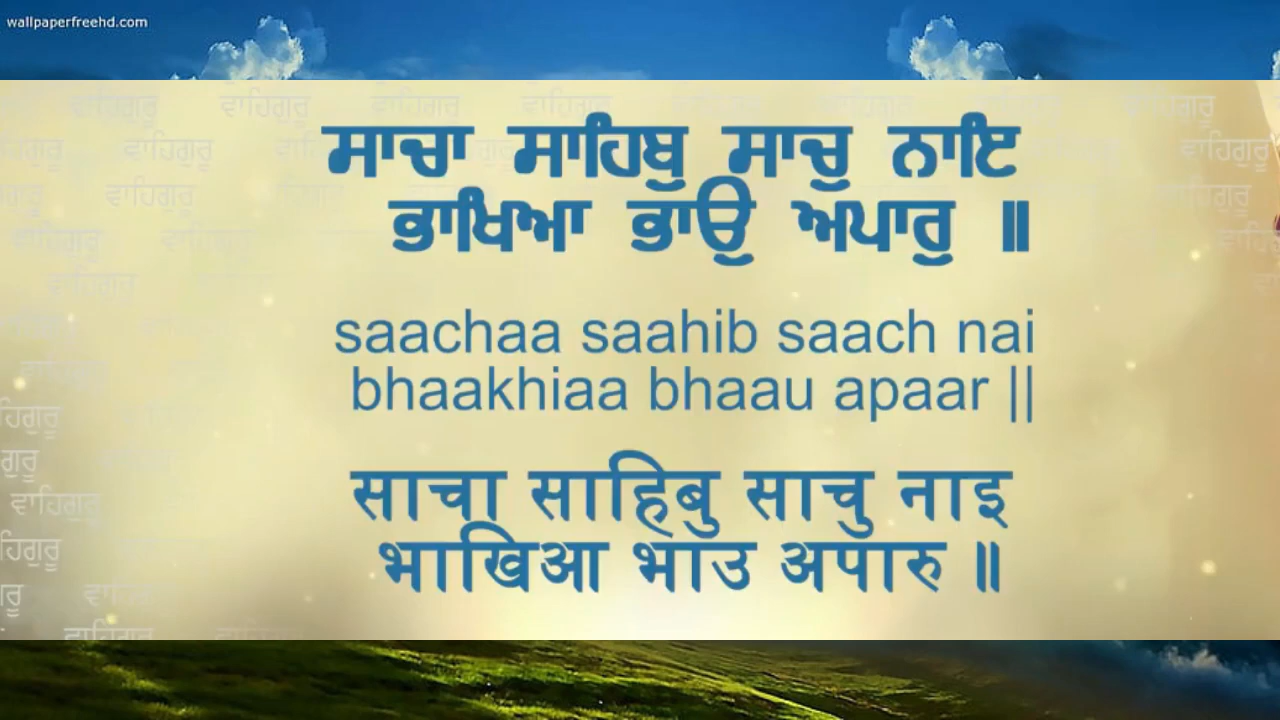 wallpaperfreehd.com
ਸਾਚਾ ਸਾਹਿਬੁ ਸਾਚੁ ਨਾਇ
ਭਾਖਿਆ ਭਾਉ ਅਪਾਰੁ ॥
saachaa saahib saach nai
bhaakhiaa bhaau apaar ||
साचा साहिबु साचु नाइ
भाखिआ भाउ अपारु ॥
ਵਾਹਿਗੁਰੂ ਵਾਹਿਗੁਰੂ ਵਾਹਿਗੁਰੂ ਵਾਹਿਗੁਰੂ
ਵਾਹਿਗੁਰੂ
ਵਾਹਿਗੁਰੂ
ਵਾਹਿਗੁਰੂ ਵਾਹਿਗੁਰੂ
ਵਾਹਿਗੁਰੂ
ਵਾਹਿਗੁਰੂ